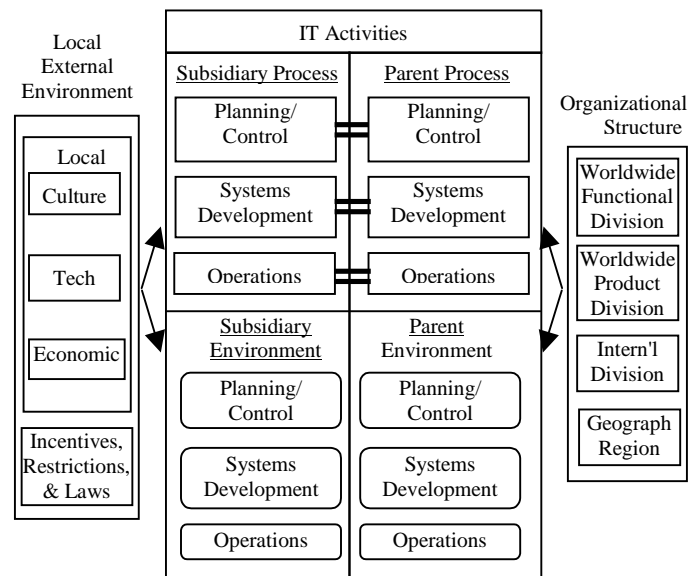 Local
External
Environment
Local
Culture
Tech
Economic
Incentives,
Restrictions,
& Laws
IT Activities
Subsidiary Process
Planning/
Control
Systems
Development
Operations
Parent Process
Planning/
Control
Systems
Development
Operations
Subsidiary
Environment
Planning/
Control
Systems
Development
Operations
Parent
Environment
Planning/
Control
Systems
Development
Operations
Organizational
Structure
Worldwide
Functional
Division
Worldwide
Product
Division
Intern'l
Division
Geograph
Region